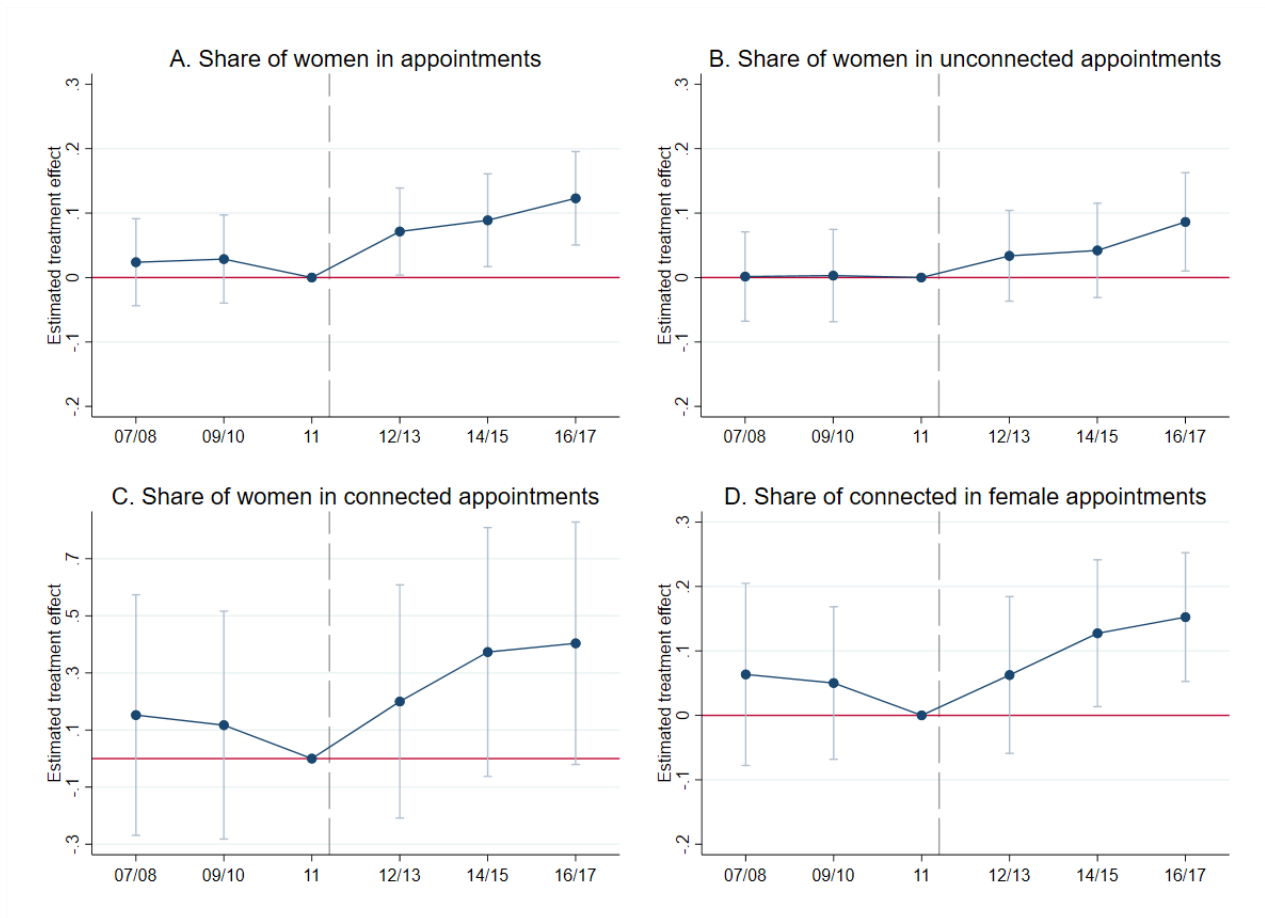 A. Share of women in appointments
Estimated treatment effect
.3
.2
.1
0
-.1
-.2
07/08 09/10 11 12/13 14/15 16/17
B. Share of women in unconnected appointments
Estimated treatment effect
.3
.2
.1
0
-.1
-.2
07/08 09/10 11 12/13 14/15 16/17
C. Share of women in connected appointments
Estimated treatment effect
.7
.5
.3
.1
-.1
-.3
07/08 09/10 11 12/13 14/15 16/17
D. Share of connected in female appointments
Estimated treatment effect
.3
.2
.1
0
-.1
-.2
07/08 09/10 11 12/13 14/15 16/17